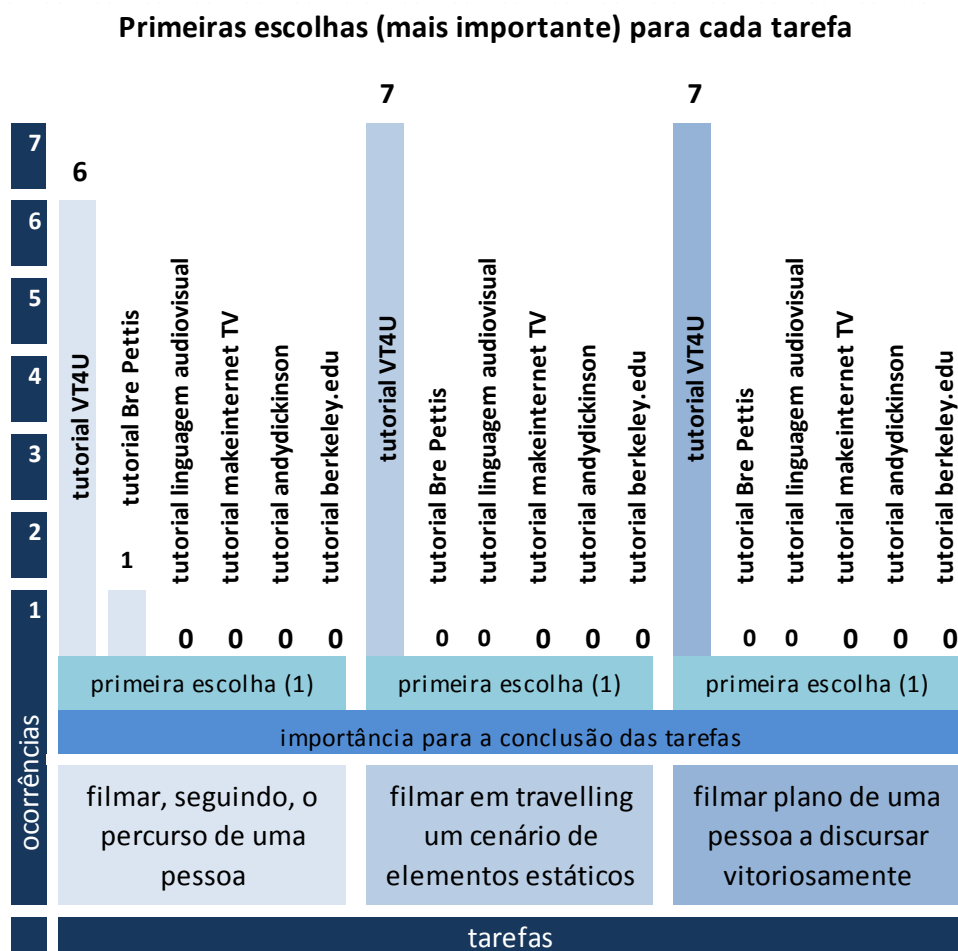 Primeiras escolhas (mais importante) para cada tarefa
7
6
5
4
3
2
1
ocorrências
6
tutorial VT4U
1
tutorial Bre Pettis
0
tutorial linguagem audiovisual
0
tutorial makeinternet TV
0
tutorial andydickinson
0
tutorial berkeley.edu
7
tutorial VT4U
0
tutorial Bre Pettis
0
tutorial linguagem audiovisual
0
tutorial makeinternet TV
0
tutorial andydickinson
0
tutorial berkeley.edu
7
tutorial VT4U
0
tutorial Bre Pettis
0
tutorial linguagem audiovisual
0
tutorial makeinternet TV
0
tutorial andydickinson
0
tutorial berkeley.edu
primeira escolha (1)
primeira escolha (1)
primeira escolha (1)
importância para a conclusão das tarefas
filmar, seguindo, o
percurso de uma
pessoa
filmar em travelling
um cenário de
elementos estáticos
filmar plano de uma
pessoa a discursar
vitoriosamente
tarefas